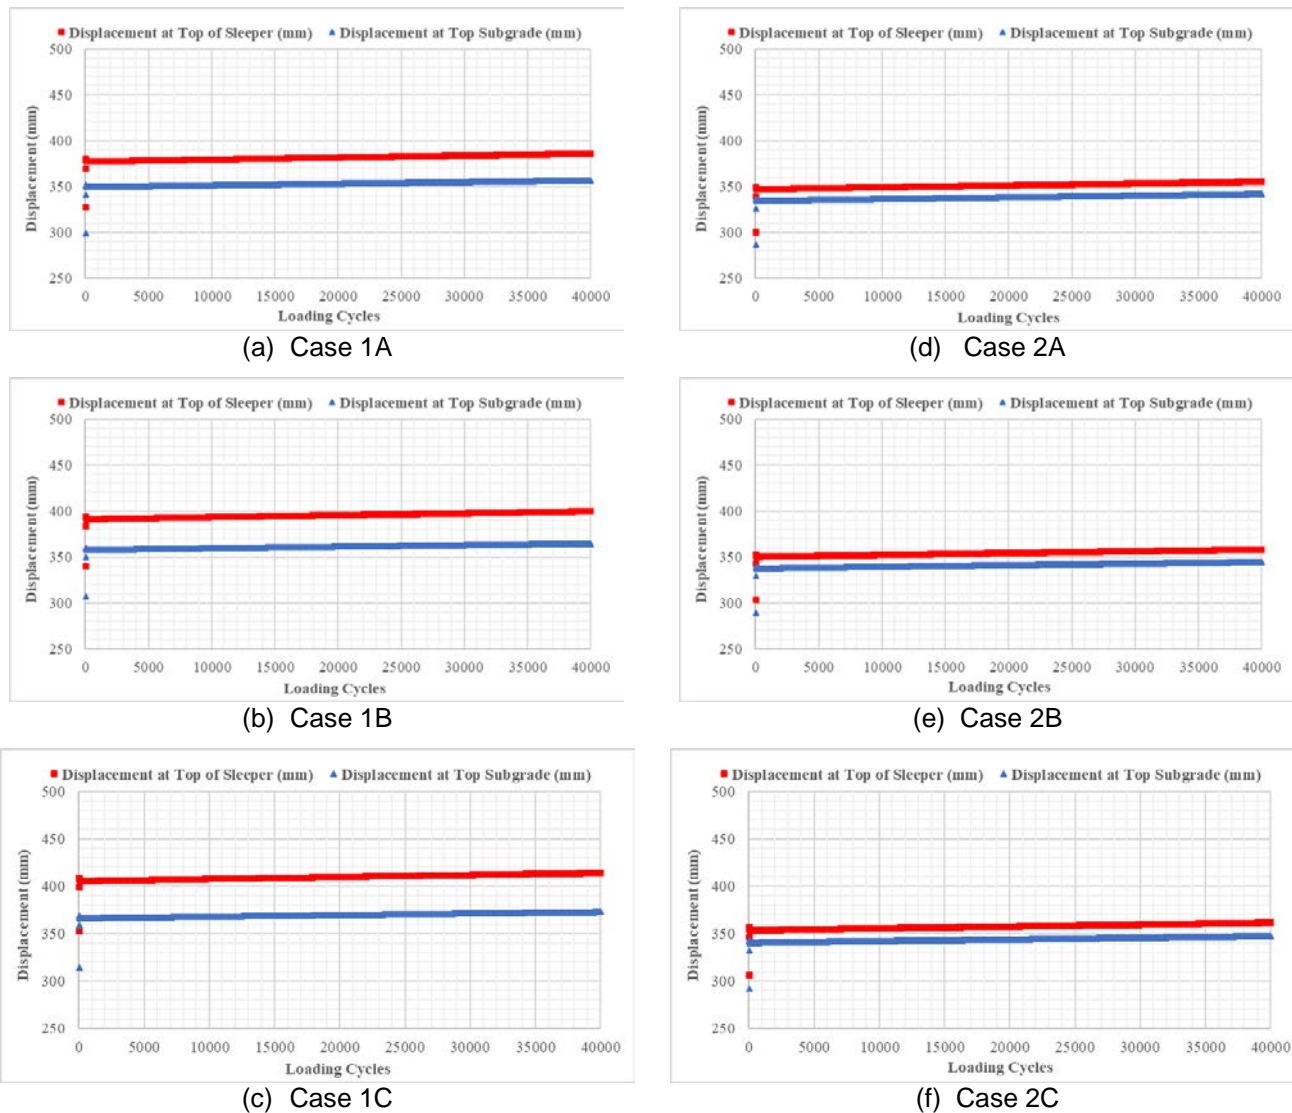 ■ Displacement at Top of Sleeper (mm) ▲ Displacement at Top Subgrade (mm)
500
450
400
350
300
250
Displacement (mm)
0 5000 10000 15000 20000 25000 30000 35000 40000
Loading Cycles
(a) Case 1A
■ Displacement at Top of Sleeper (mm) ▲ Displacement at Top Subgrade (mm)
500
450
400
350
300
250
Displacement (mm)
0 5000 10000 15000 20000 25000 30000 35000 40000
Loading Cycles
(d) Case 2A
■ Displacement at Top of Sleeper (mm) ▲ Displacement at Top Subgrade (mm)
500
450
400
350
300
250
Displacement (mm)
0 5000 10000 15000 20000 25000 30000 35000 40000
Loading Cycles
(b) Case 1B
■ Displacement at Top of Sleeper (mm) ▲ Displacement at Top Subgrade (mm)
500
450
400
350
300
250
Displacement (mm)
0 5000 10000 15000 20000 25000 30000 35000 40000
Loading Cycles
(e) Case 2B
■ Displacement at Top of Sleeper (mm) ▲ Displacement at Top Subgrade (mm)
500
450
400
350
300
250
Displacement (mm)
0 5000 10000 15000 20000 25000 30000 35000 40000
Loading Cycles
(c) Case 1C
■ Displacement at Top of Sleeper (mm) ▲ Displacement at Top Subgrade (mm)
500
450
400
350
300
250
Displacement (mm)
0 5000 10000 15000 20000 25000 30000 35000 40000
Loading Cycles
(f) Case 2C